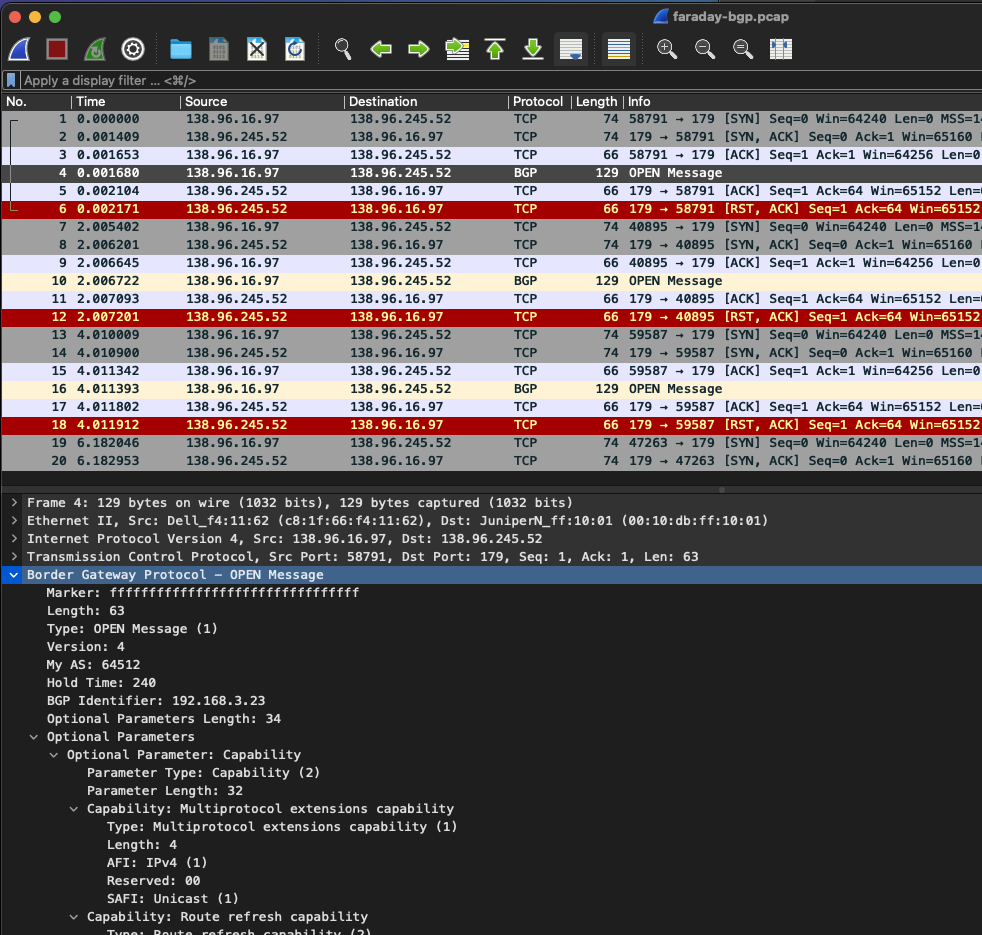 faraday-bgp.pcap
Apply a display filter … <⌘/>
No. Time Source Destination Protocol Length Info
1 0.000000 138.96.16.97 138.96.245.52 TCP 74 58791 → 179 [SYN] Seq=0 Win=64240 Len=0 MSS=14
2 0.001409 138.96.245.52 138.96.16.97 TCP 74 179 → 58791 [SYN, ACK] Seq=0 Ack=1 Win=65160
3 0.001653 138.96.16.97 138.96.245.52 TCP 66 58791 → 179 [ACK] Seq=1 Ack=1 Win=64256 Len=0
4 0.001680 138.96.16.97 138.96.245.52 BGP 129 OPEN Message
5 0.002104 138.96.245.52 138.96.16.97 TCP 66 179 → 58791 [ACK] Seq=1 Ack=64 Win=65152 Len=
6 0.002171 138.96.245.52 138.96.16.97 TCP 66 179 → 58791 [RST, ACK] Seq=1 Ack=64 Win=65152
7 2.005402 138.96.16.97 138.96.245.52 TCP 74 40895 → 179 [SYN] Seq=0 Win=64240 Len=0 MSS=14
8 2.006201 138.96.245.52 138.96.16.97 TCP 74 179 → 40895 [SYN, ACK] Seq=0 Ack=1 Win=65160
9 2.006645 138.96.16.97 138.96.245.52 TCP 66 40895 → 179 [ACK] Seq=1 Ack=1 Win=64256 Len=0
10 2.006722 138.96.16.97 138.96.245.52 BGP 129 OPEN Message
11 2.007093 138.96.245.52 138.96.16.97 TCP 66 179 → 40895 [ACK] Seq=1 Ack=64 Win=65152 Len=
12 2.007201 138.96.245.52 138.96.16.97 TCP 66 179 → 40895 [RST, ACK] Seq=1 Ack=64 Win=65152
13 4.010009 138.96.16.97 138.96.245.52 TCP 74 59587 → 179 [SYN] Seq=0 Win=64240 Len=0 MSS=14
14 4.010900 138.96.245.52 138.96.16.97 TCP 74 179 → 59587 [SYN, ACK] Seq=0 Ack=1 Win=65160
15 4.011342 138.96.16.97 138.96.245.52 TCP 66 59587 → 179 [ACK] Seq=1 Ack=1 Win=64256 Len=0
16 4.011393 138.96.16.97 138.96.245.52 BGP 129 OPEN Message
17 4.011802 138.96.245.52 138.96.16.97 TCP 66 179 → 59587 [ACK] Seq=1 Ack=64 Win=65152 Len=
18 4.011912 138.96.245.52 138.96.16.97 TCP 66 179 → 59587 [RST, ACK] Seq=1 Ack=64 Win=65152
19 6.182046 138.96.16.97 138.96.245.52 TCP 74 47263 → 179 [SYN] Seq=0 Win=64240 Len=0 MSS=14
20 6.182953 138.96.245.52 138.96.16.97 TCP 74 179 → 47263 [SYN, ACK] Seq=0 Ack=1 Win=65160
Frame 4: 129 bytes on wire (1032 bits), 129 bytes captured (1032 bits)
Ethernet II, Src: Dell_f4:11:62 (c8:1f:66:f4:11:62), Dst: JuniperN_ff:10:01 (00:10:db:ff:10:01)
Internet Protocol Version 4, Src: 138.96.16.97, Dst: 138.96.245.52
Transmission Control Protocol, Src Port: 58791, Dst Port: 179, Seq: 1, Ack: 1, Len: 63
Border Gateway Protocol – OPEN Message
Marker: ffffffffffffffffffffffffffffffff
Length: 63
Type: OPEN Message (1)
Version: 4
My AS: 64512
Hold Time: 240
BGP Identifier: 192.168.3.23
Optional Parameters Length: 34
Optional Parameters
Optional Parameter: Capability
Parameter Type: Capability (2)
Parameter Length: 32
Capability: Multiprotocol extensions capability
Type: Multiprotocol extensions capability (1)
Length: 4
AFI: IPv4 (1)
Reserved: 00
SAFI: Unicast (1)
Capability: Route refresh capability
Type: Route refresh capability (2)